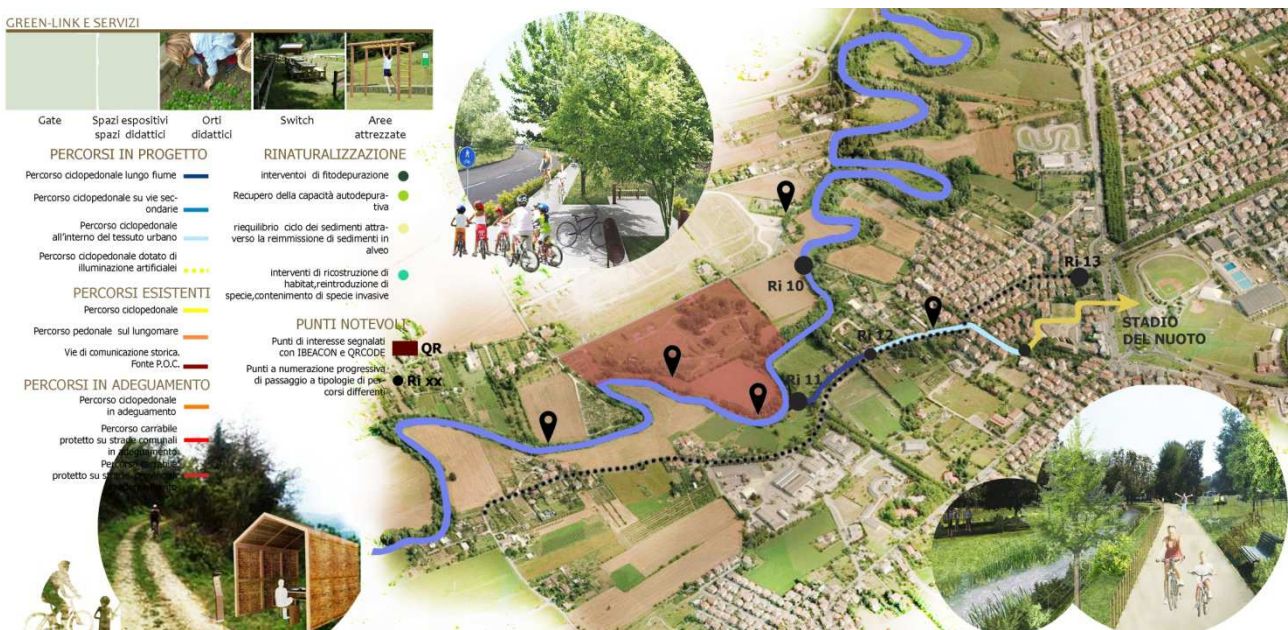 GREEN-LINK E SERVIZI
Gate
Spazi espositivi
spazi didattici
Orti
didattici
Switch
Aree
attrezzate
PERCORSI IN PROGETTO
Percorso ciclopedonale lungo fiume
Percorso ciclopedonale su vie sec-
ondarie
Percorso ciclopedonale
all'interno del tessuto urbano
Percorso ciclopedonale dotato di
illuminazione artificialei
PERCORSI ESISTENTI
Percorso ciclopedonale
Percorso pedonale sul lungomare
Vie di comunicazione storica.
Fonte P.O.C.
PERCORSI IN ADEGUAMENTO
Percorso ciclopedonale
in adeguamento
Percorso carrabile
protetto su strade comunali
in adeguamento
Percorso carrabile
protetto su
RINATURALIZZAZIONE
interventoi di fitodepurazione
Recupero della capacità autodepura-
tiva
riequilibrio ciclo dei sedimenti attra-
verso la reimmissione di sedimenti in
alveo
interventi di ricostruzione di
habitat,reintroduzione di
specie,contenimento di specie invasive
PUNTI NOTEVOLI
Punti di interesse segnalati
con IBEACON e QRCODE
QR
Punti a numerazione progressiva
di passaggio a tipologie di per-
corsi differenti
Ri xx
Ri 10
Ri 13
Ri 12
Ri 11
STADIO
DEL NUOTO